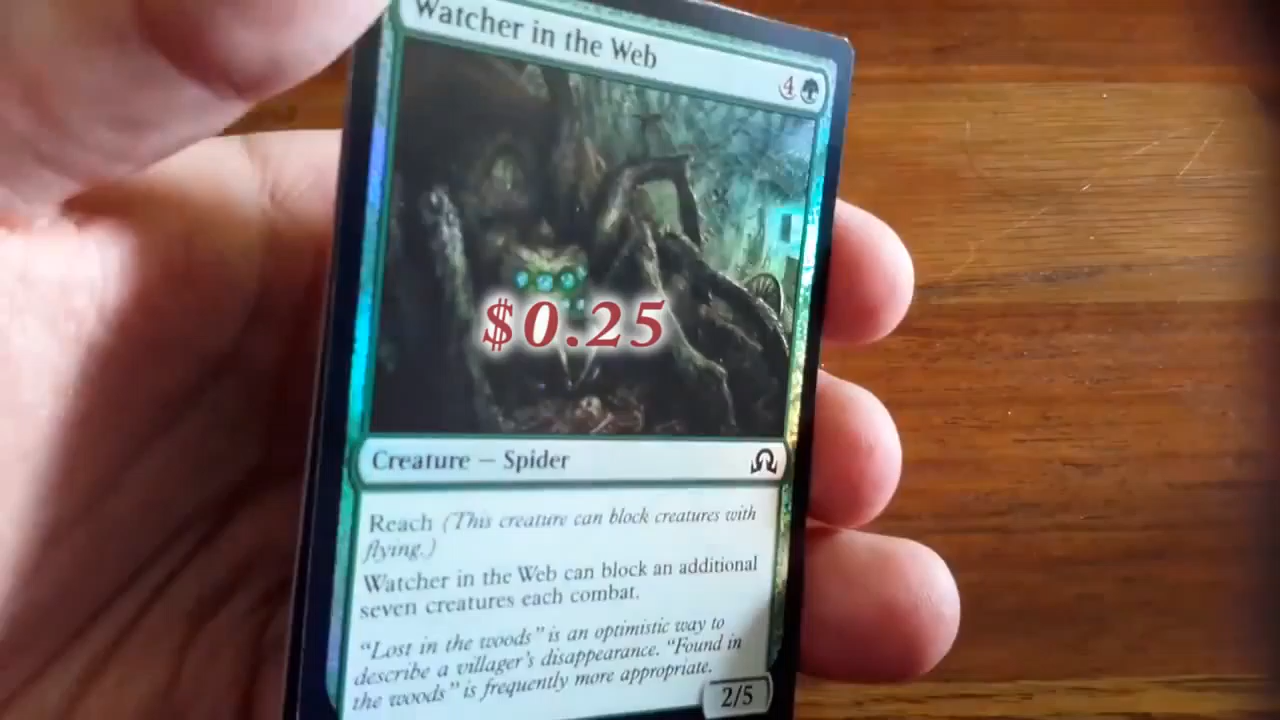 Watcher in the Web
4
$0.25
Creature — Spider
Reach (This creature can block creatures with
flying.)
Watcher in the Web can block an additional
seven creatures each combat.
"Lost in the woods" is an optimistic way to
describe a villager's disappearance. "Found in
the woods" is frequently more appropriate.
2/5